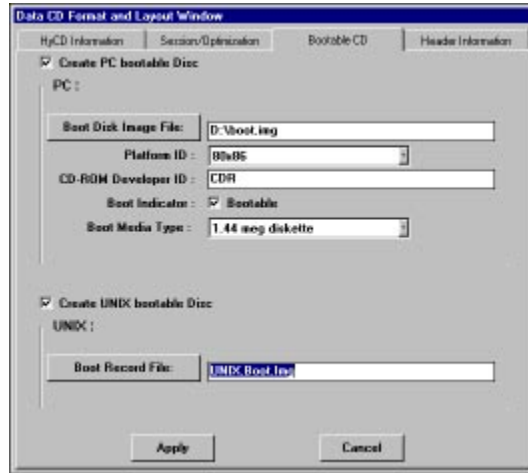 Data CD Format and Layout Window
HyCD Information Session/Optimization Bootable CD Header Information
Create PC bootable Disc
PC :
Boot Disk Image File: D:\boot.img
Platform ID : 80x86
CD-ROM Developer ID : CDR
Boot Indicator : Bootable
Boot Media Type : 1.44 meg diskette
Create UNIX bootable Disc
UNIX :
Boot Record File: UNIX.Boot.Img
Apply Cancel